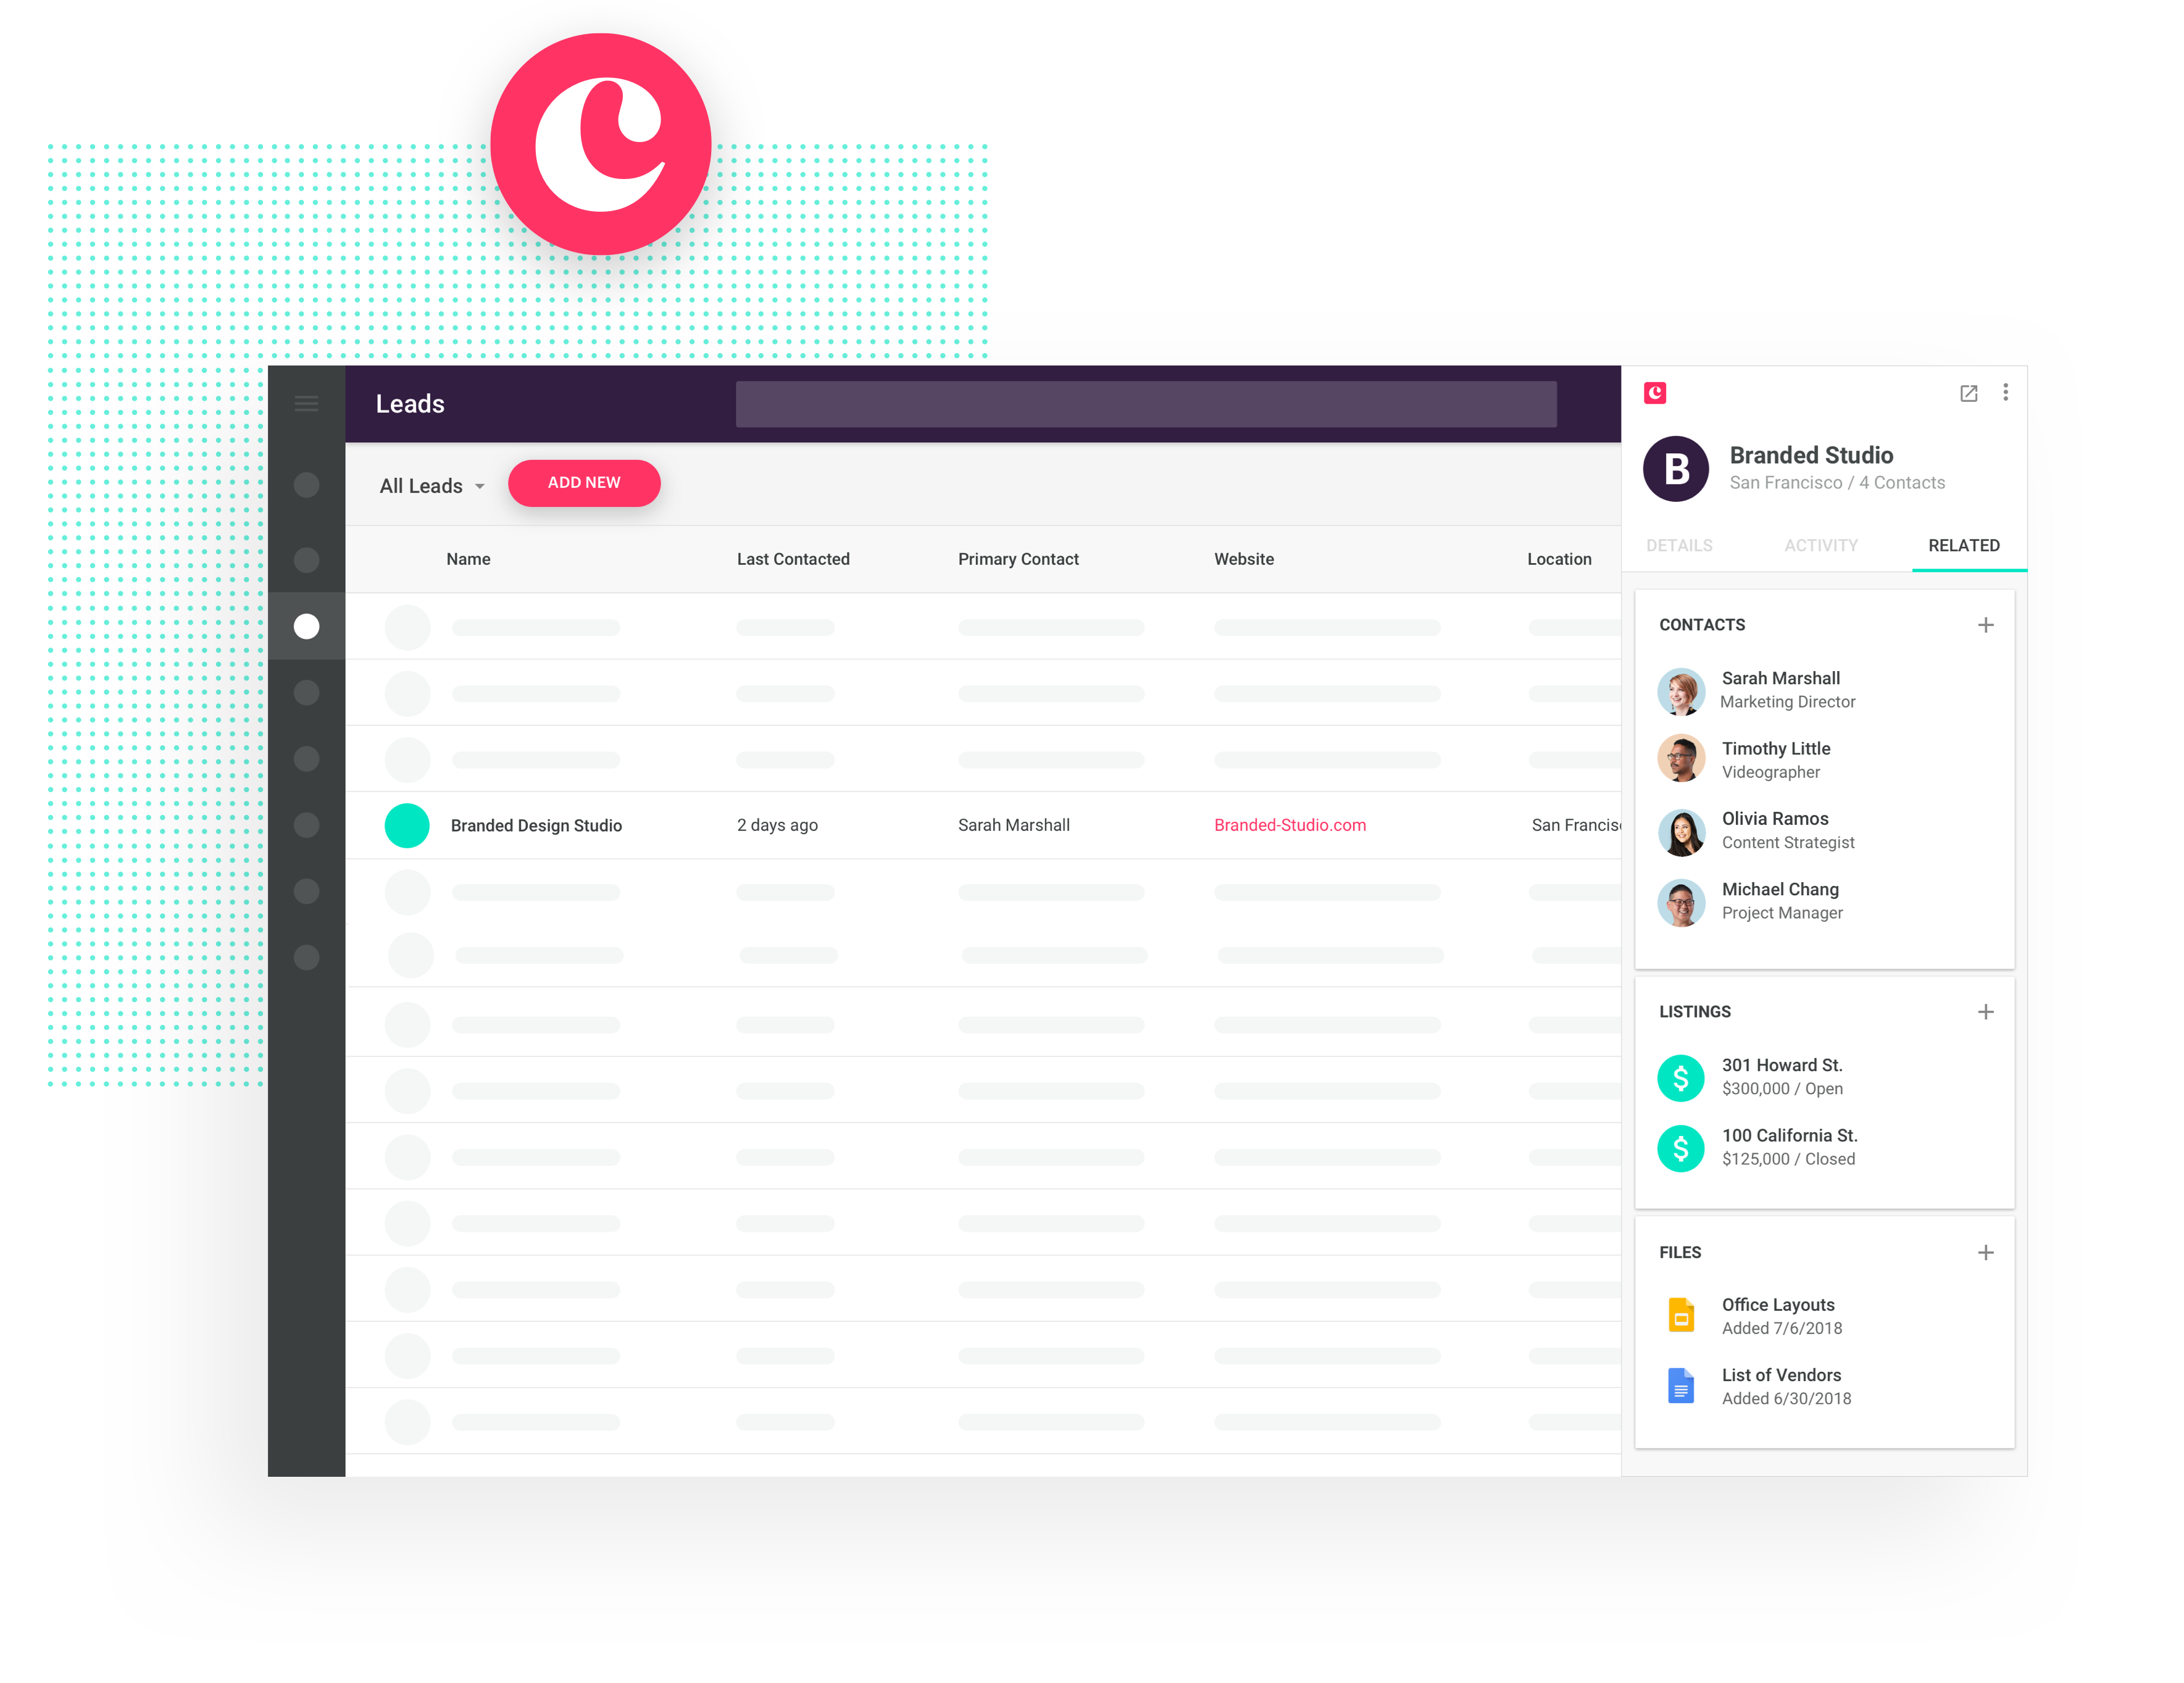 Leads
All Leads
ADD NEW
Name Last Contacted Primary Contact Website Location
Branded Design Studio 2 days ago Sarah Marshall Branded-Studio.com San Francis
B
Branded Studio
San Francisco / 4 Contacts
DETAILS ACTIVITY RELATED
CONTACTS
Sarah Marshall
Marketing Director
Timothy Little
Videographer
Olivia Ramos
Content Strategist
Michael Chang
Project Manager
LISTINGS
301 Howard St.
$300,000 / Open
100 California St.
$125,000 / Closed
FILES
Office Layouts
Added 7/6/2018
List of Vendors
Added 6/30/2018